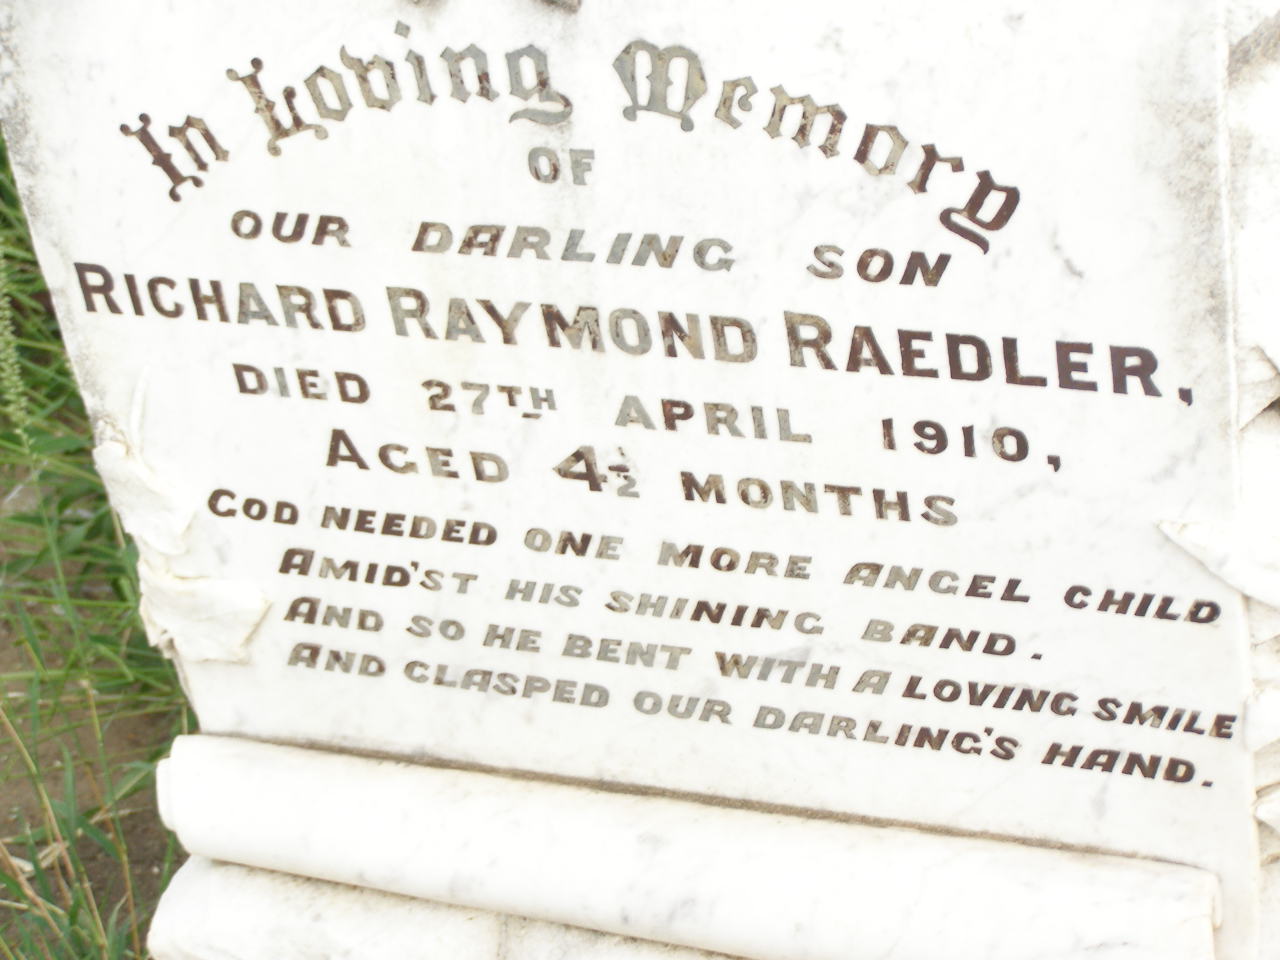 In Loving Memory
OF
OUR DARLING SON
RICHARD RAYMOND RAEDLER,
DIED 27TH APRIL 1910,
AGED 4½ MONTHS
GOD NEEDED ONE MORE ANGEL CHILD
AMID'ST HIS SHINING BAND.
AND SO HE BENT WITH A LOVING SMILE
AND CLASPED OUR DARLING'S HAND.